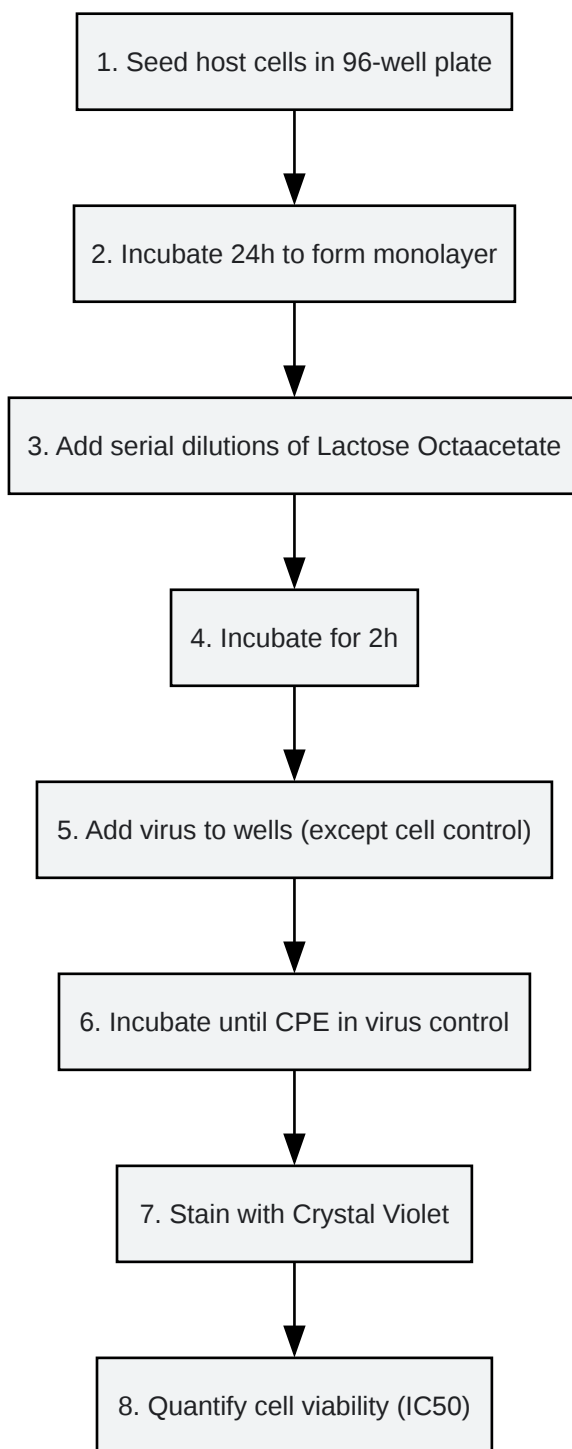 1. Seed host cells in 96-well plate
2. Incubate 24h to form monolayer
3. Add serial dilutions of Lactose Octaacetate
4. Incubate for 2h
5. Add virus to wells (except cell control)
6. Incubate until CPE in virus control
7. Stain with Crystal Violet
8. Quantify cell viability (IC50)